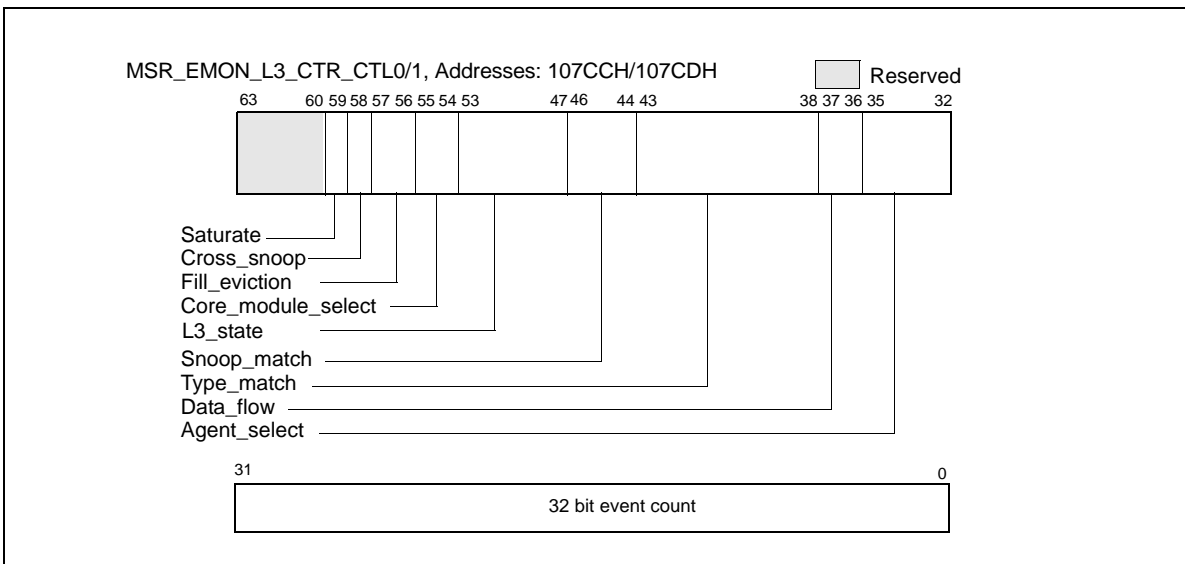 MSR_EMON_L3_CTR_CTL0/1, Addresses: 107CCH/107CDH
Reserved
63 60 59 58 57 56 55 54 53 47 46 44 43 38 37 36 35 32
Saturate
Cross_snoop
Fill_eviction
Core_module_select
L3_state
Snoop_match
Type_match
Data_flow
Agent_select
31 0
32 bit event count